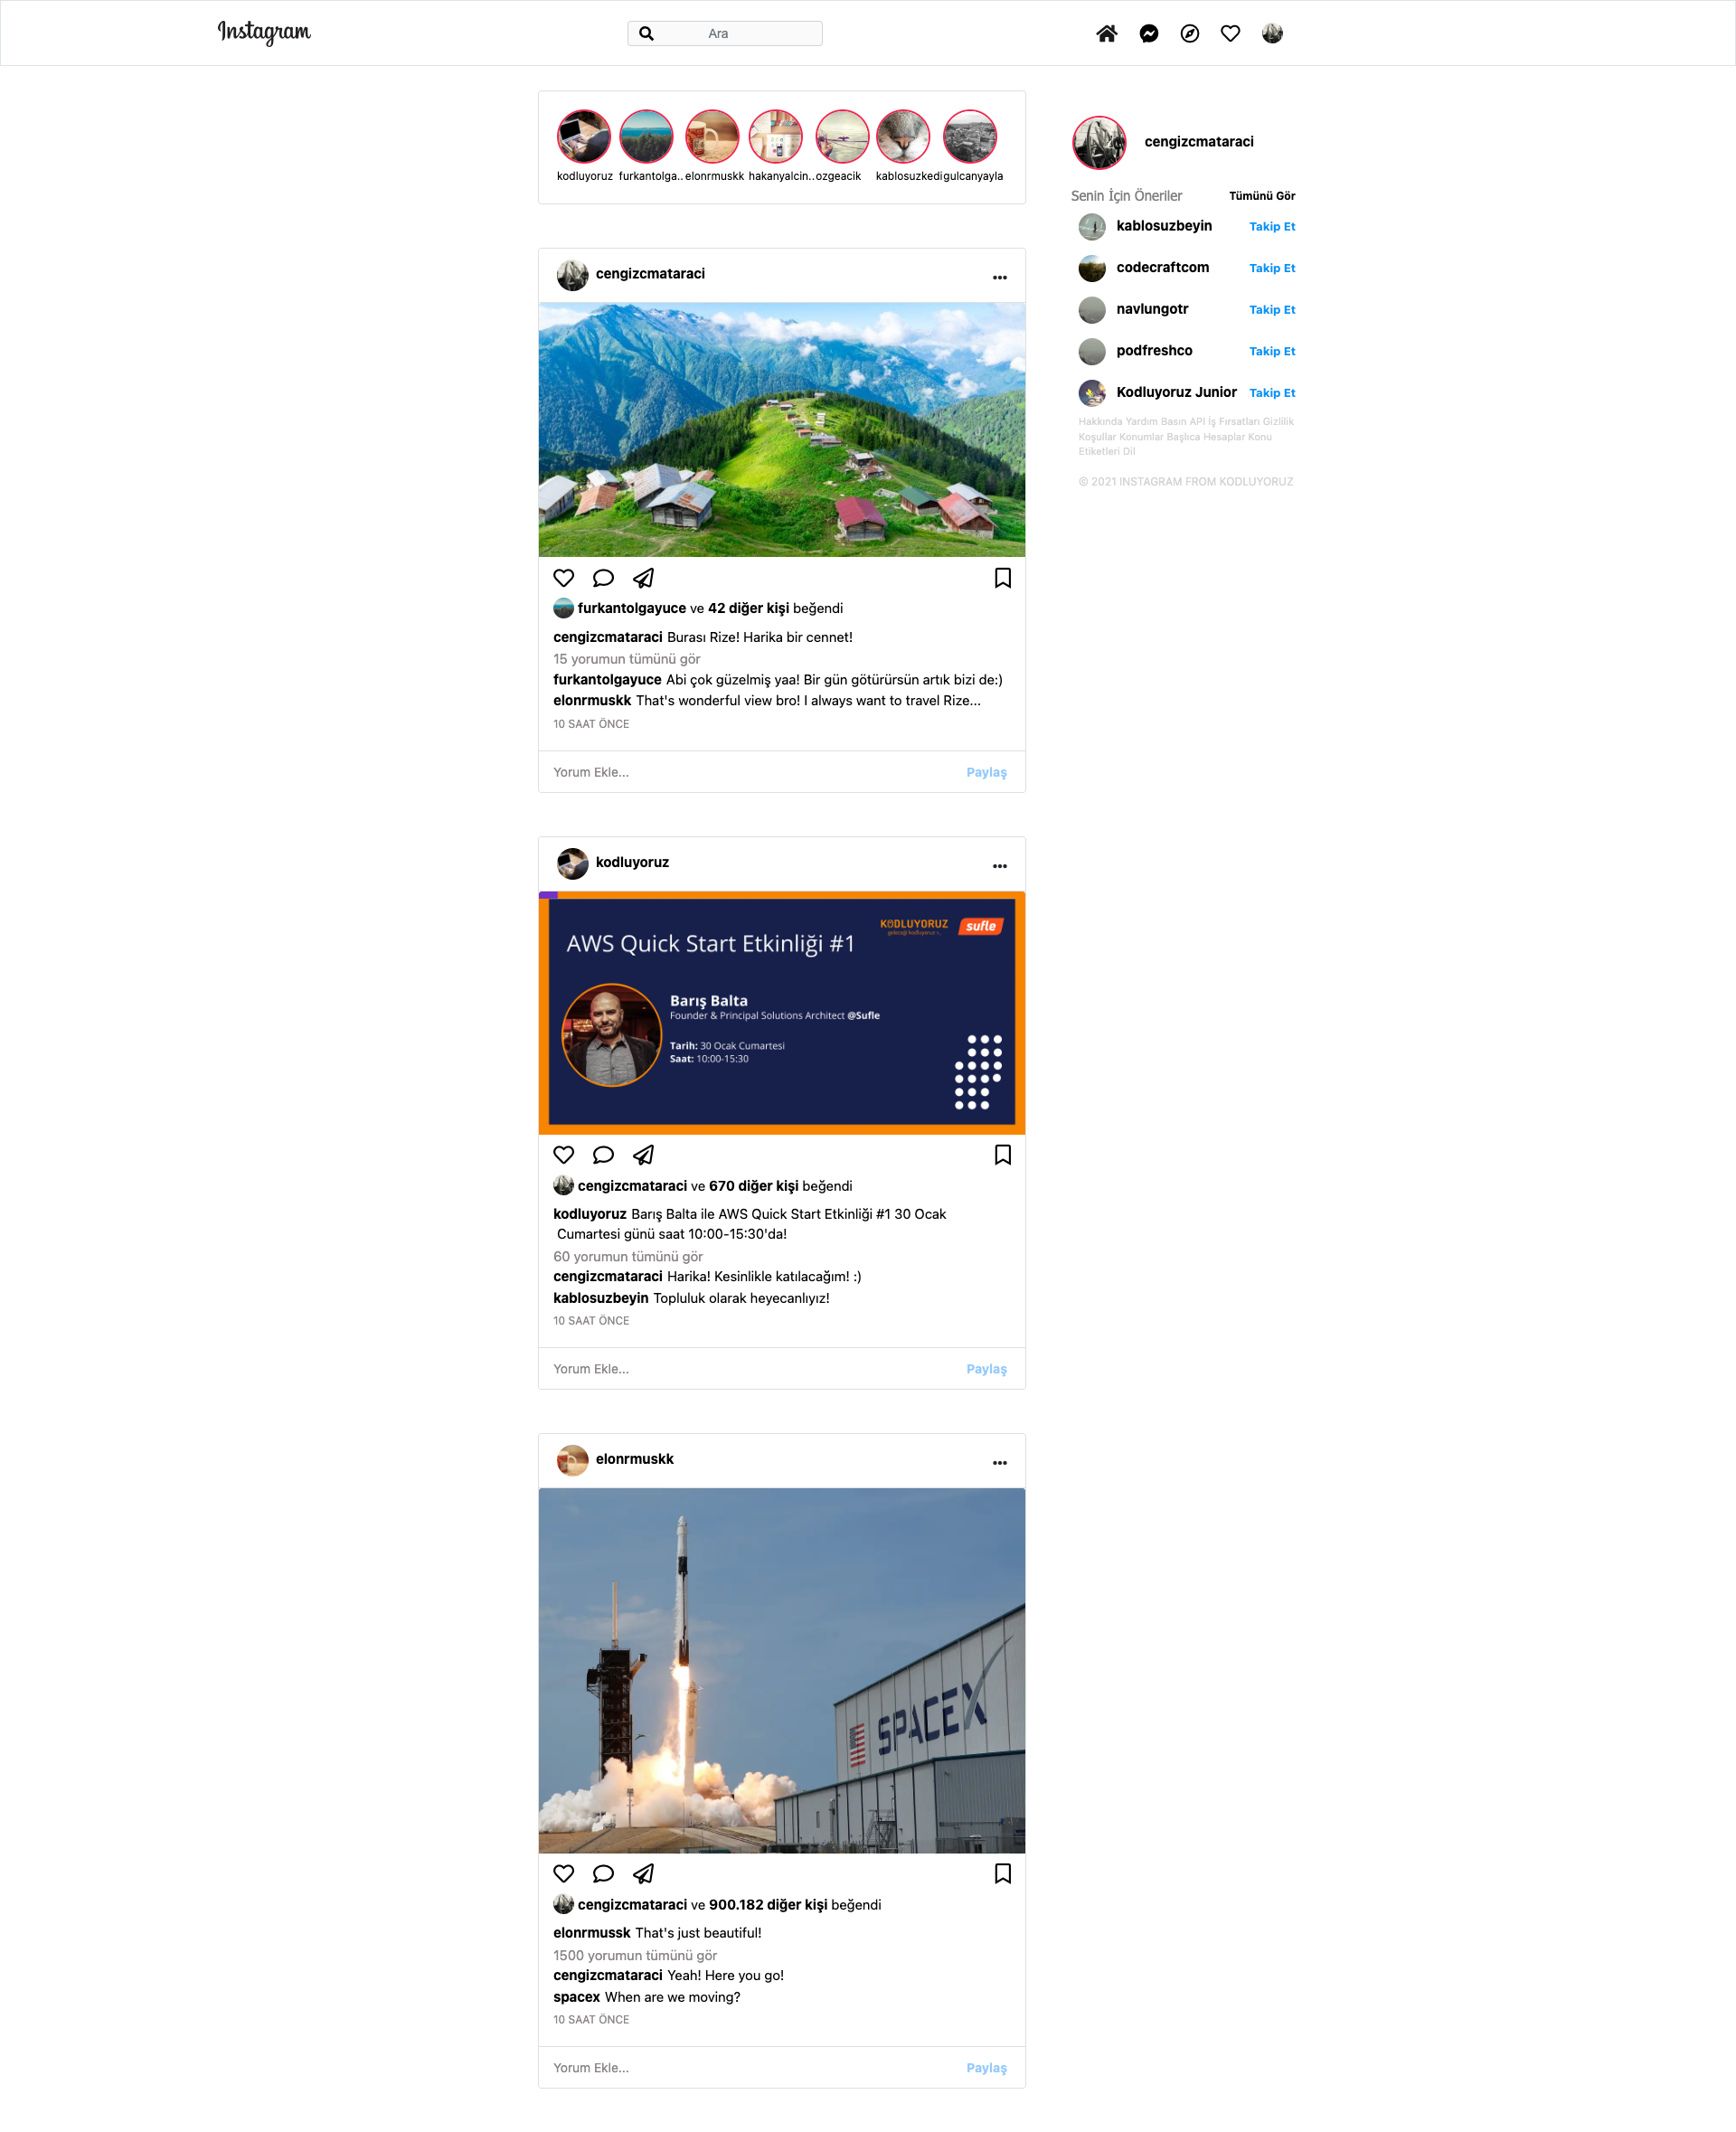 Instagram
Ara
kodluyoruz furkantolga.. elonrmuskk hakanyalcin.. ozgeacik kablosuzkedi gulcanyayla
cengizcmataraci
Senin İçin Öneriler Tümünü Gör
kablosuzbeyin Takip Et
codecraftcom Takip Et
navlungotr Takip Et
podfreshco Takip Et
Kodluyoruz Junior Takip Et
Hakkında Yardım Basın API İş Fırsatları Gizlilik
Koşullar Konumlar Başlıca Hesaplar Konu
Etiketleri Dil
© 2021 INSTAGRAM FROM KODLUYORUZ
cengizcmataraci
furkantolgayuce ve 42 diğer kişi beğendi
cengizcmataraci Burası Rize! Harika bir cennet!
15 yorumun tümünü gör
furkantolgayuce Abi çok güzelmiş yaa! Bir gün götürürsün artık bizi de:)
elonrmuskk That's wonderful view bro! I always want to travel Rize...
10 SAAT ÖNCE
Yorum Ekle... Paylaş
kodluyoruz
KODLUYORUZ sufle
geleceği kodluyoruz >_
AWS Quick Start Etkinliği #1
Barış Balta
Founder & Principal Solutions Architect @Sufle
Tarih: 30 Ocak Cumartesi
Saat: 10:00-15:30
cengizcmataraci ve 670 diğer kişi beğendi
kodluyoruz Barış Balta ile AWS Quick Start Etkinliği #1 30 Ocak
Cumartesi günü saat 10:00-15:30'da!
60 yorumun tümünü gör
cengizcmataraci Harika! Kesinlikle katılacağım! :)
kablosuzbeyin Topluluk olarak heyecanlıyız!
10 SAAT ÖNCE
Yorum Ekle... Paylaş
elonrmuskk
SPACEX
cengizcmataraci ve 900.182 diğer kişi beğendi
elonrmussk That's just beautiful!
1500 yorumun tümünü gör
cengizcmataraci Yeah! Here you go!
spacex When are we moving?
10 SAAT ÖNCE
Yorum Ekle... Paylaş